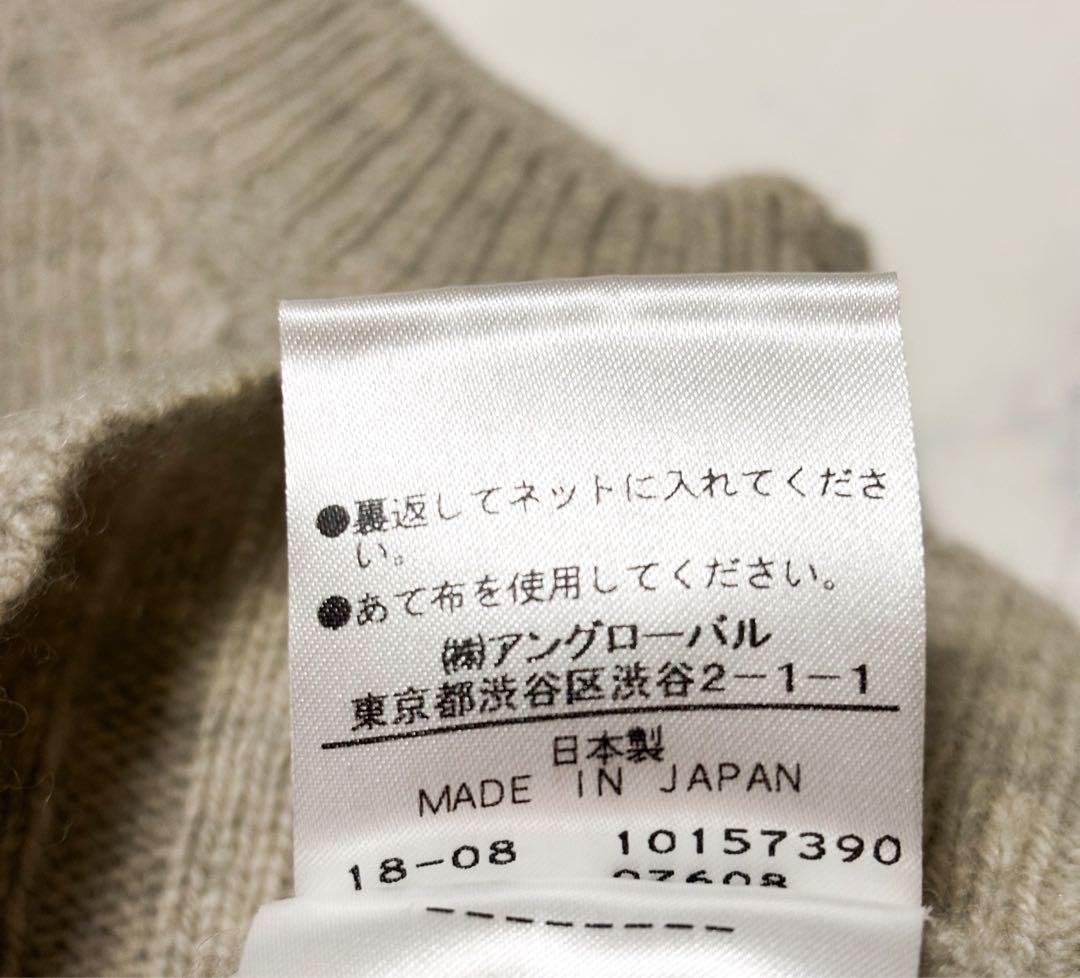 ●裏返してネットに入れてくださ
い。
●あて布を使用してください。
㈱アングローバル
東京都渋谷区渋谷2-1-1
日本製
MADE IN JAPAN
18-08 10157390